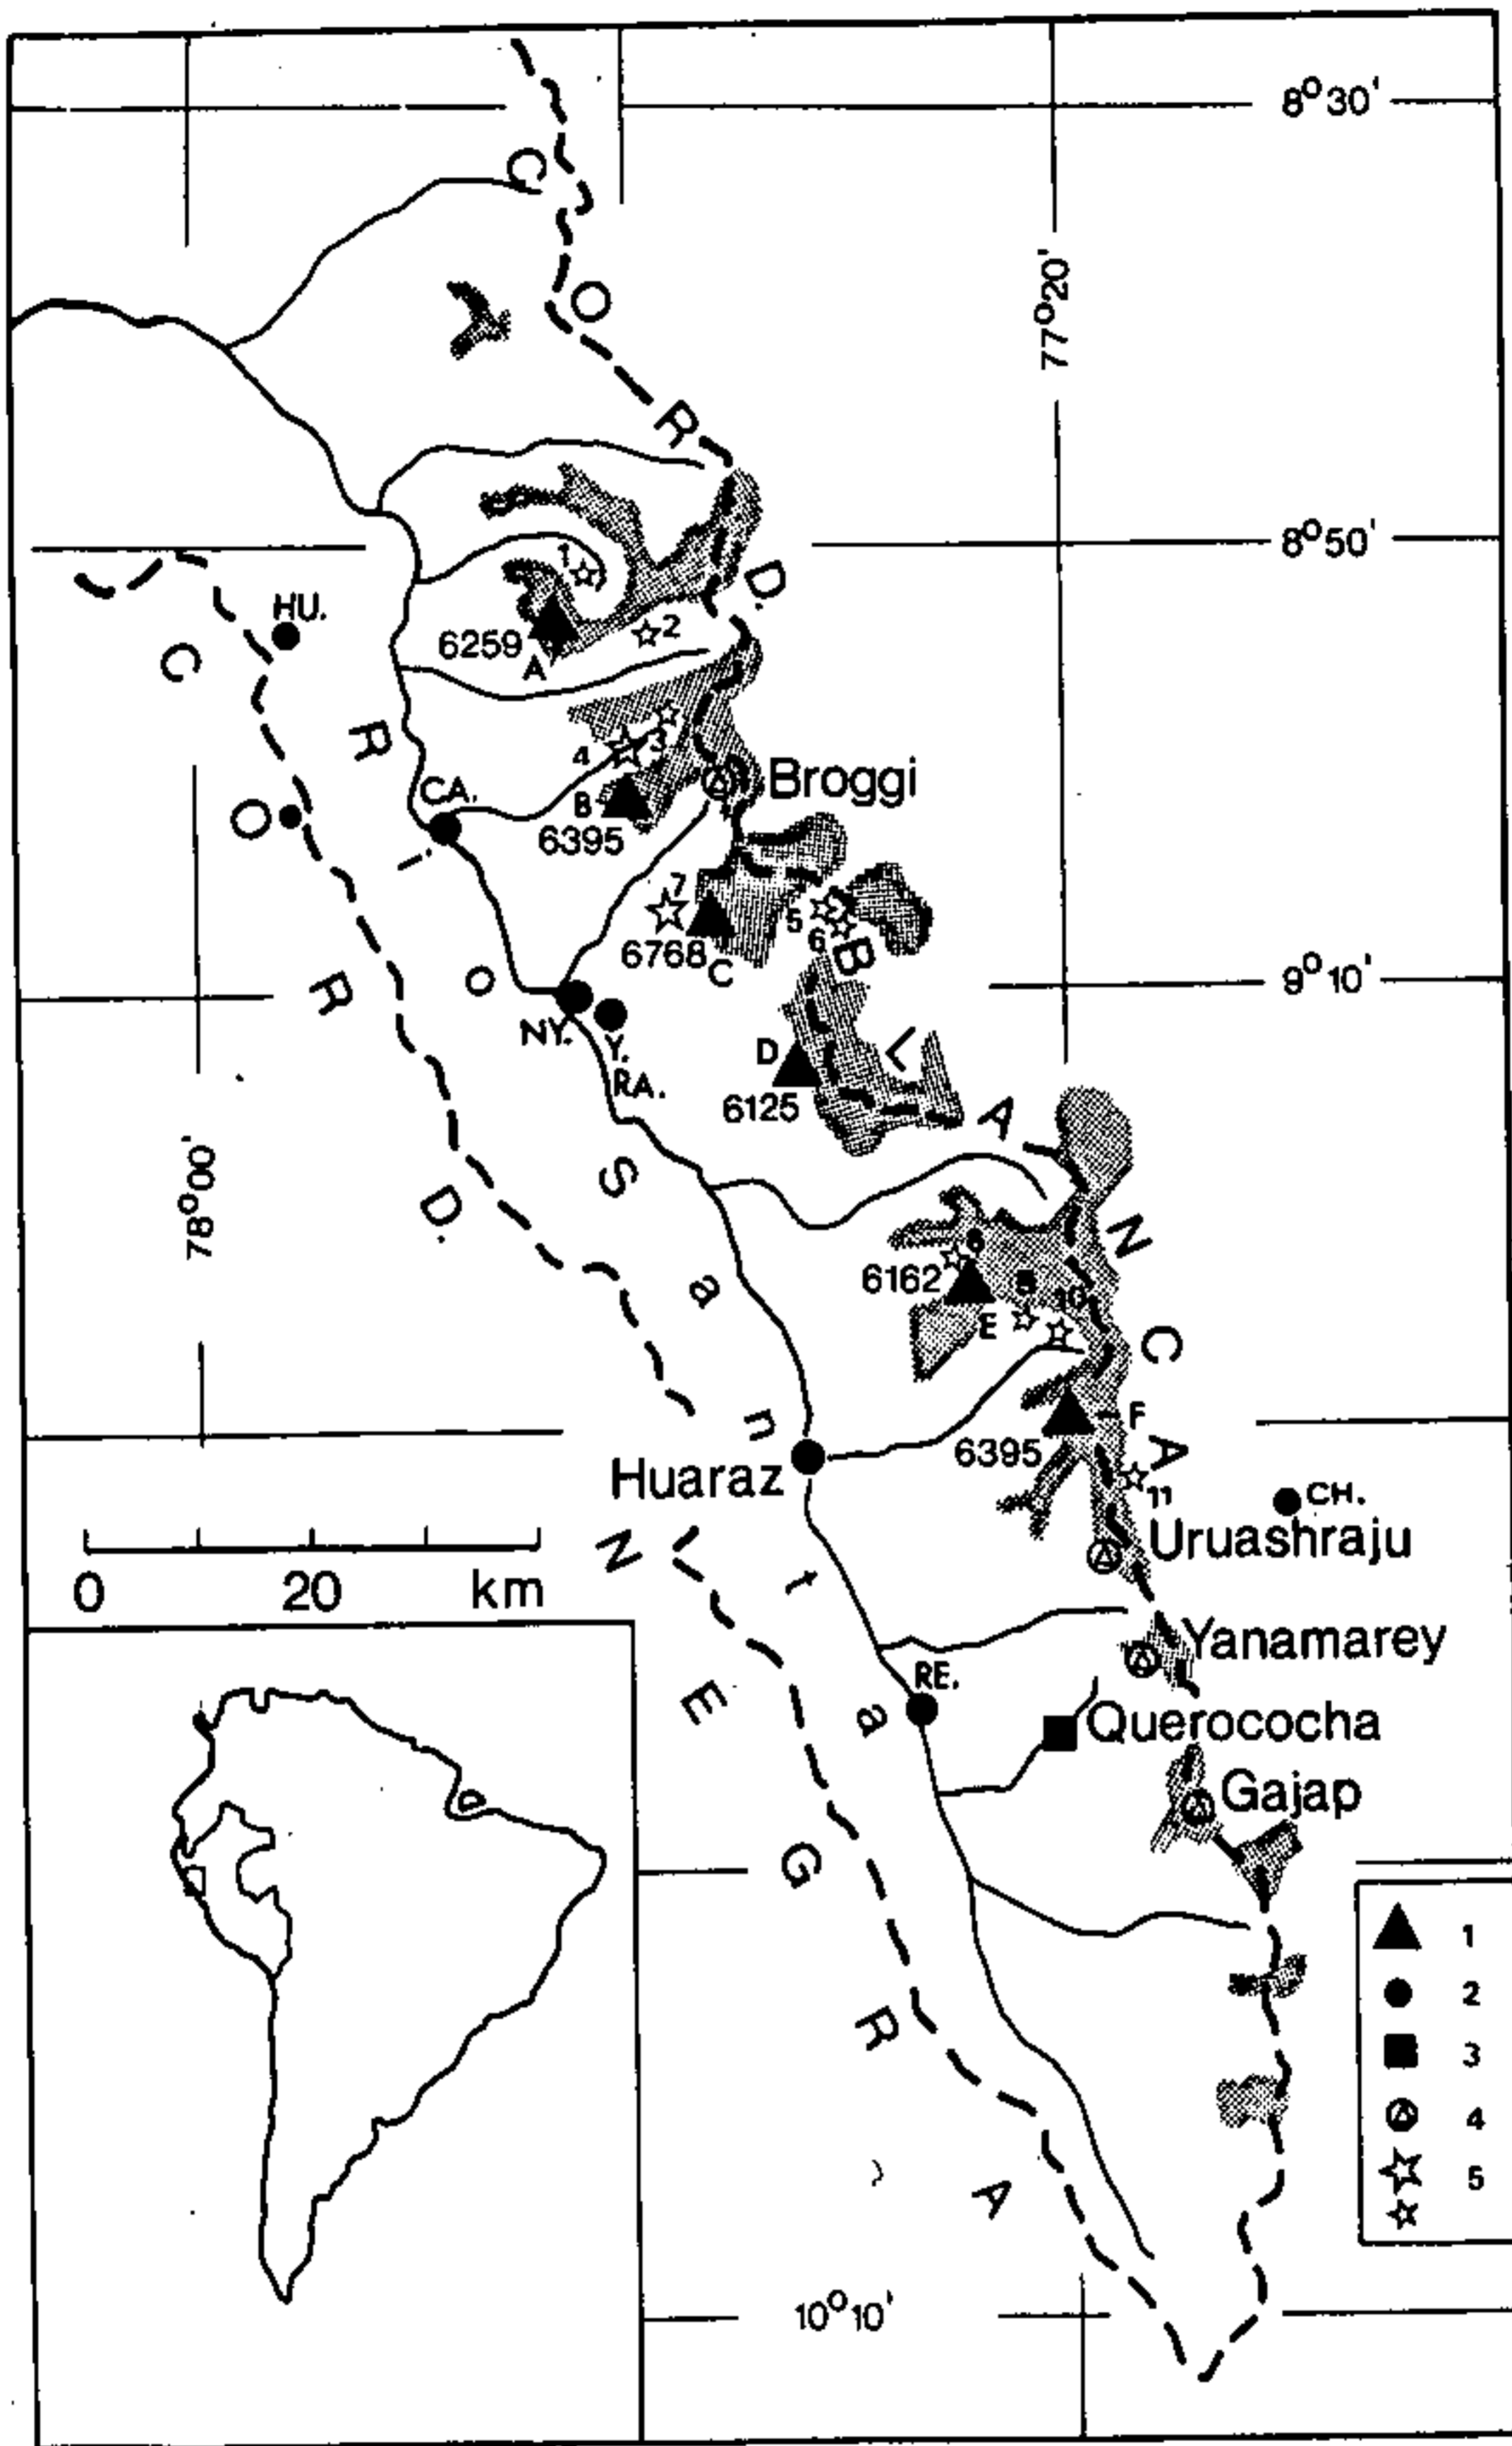 8°30'
77°20'
CORD. BLANCA
8°50'
1
HU.
6259
A
2
3
4
CA.
B
6395
Broggi
7
5
6
6768
C
9°10'
NY.
Y.
RA.
D
6125
78°00'
Rio Santa
8
6162
9
10
E
F
6395
Huaraz
11
CH.
Uruashraju
0 20 km
Yanamarey
RE.
Querococha
Gajap
CORD. NEGRA
1
2
3
4
5
10°10'